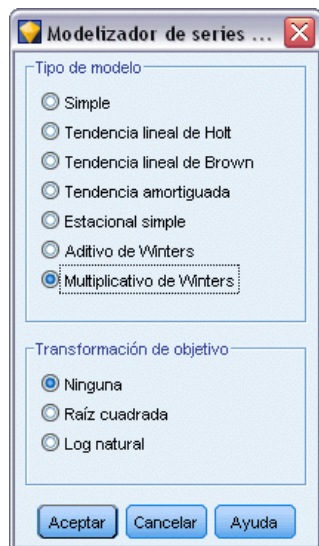 Modelizador de series ...
Tipo de modelo
Simple
Tendencia lineal de Holt
Tendencia lineal de Brown
Tendencia amortiguada
Estacional simple
Aditivo de Winters
Multiplicativo de Winters
Transformación de objetivo
Ninguna
Raíz cuadrada
Log natural
Aceptar Cancelar Ayuda